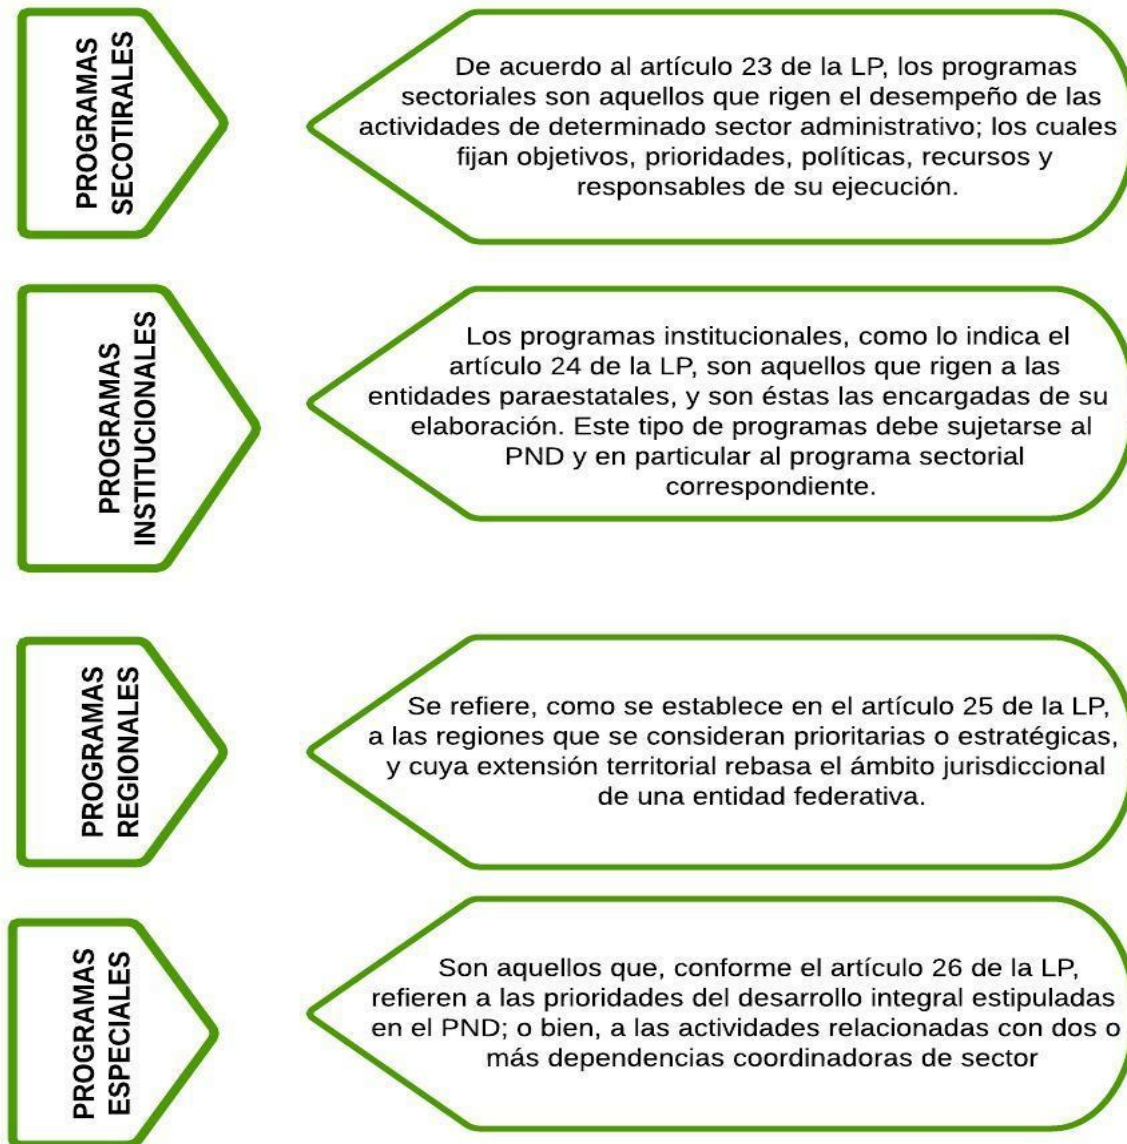 PROGRAMAS
SECOTIRALES
De acuerdo al artículo 23 de la LP, los programas
sectoriales son aquellos que rigen el desempeño de las
actividades de determinado sector administrativo; los cuales
fijan objetivos, prioridades, políticas, recursos y
responsables de su ejecución.
PROGRAMAS
INSTITUCIONALES
Los programas institucionales, como lo indica el
artículo 24 de la LP, son aquellos que rigen a las
entidades paraestatales, y son éstas las encargadas de su
elaboración. Este tipo de programas debe sujetarse al
PND y en particular al programa sectorial
correspondiente.
PROGRAMAS
REGIONALES
Se refiere, como se establece en el artículo 25 de la LP,
a las regiones que se consideran prioritarias o estratégicas,
y cuya extensión territorial rebasa el ámbito jurisdiccional
de una entidad federativa.
PROGRAMAS
ESPECIALES
Son aquellos que, conforme el artículo 26 de la LP,
refieren a las prioridades del desarrollo integral estipuladas
en el PND; o bien, a las actividades relacionadas con dos o
más dependencias coordinadoras de sector